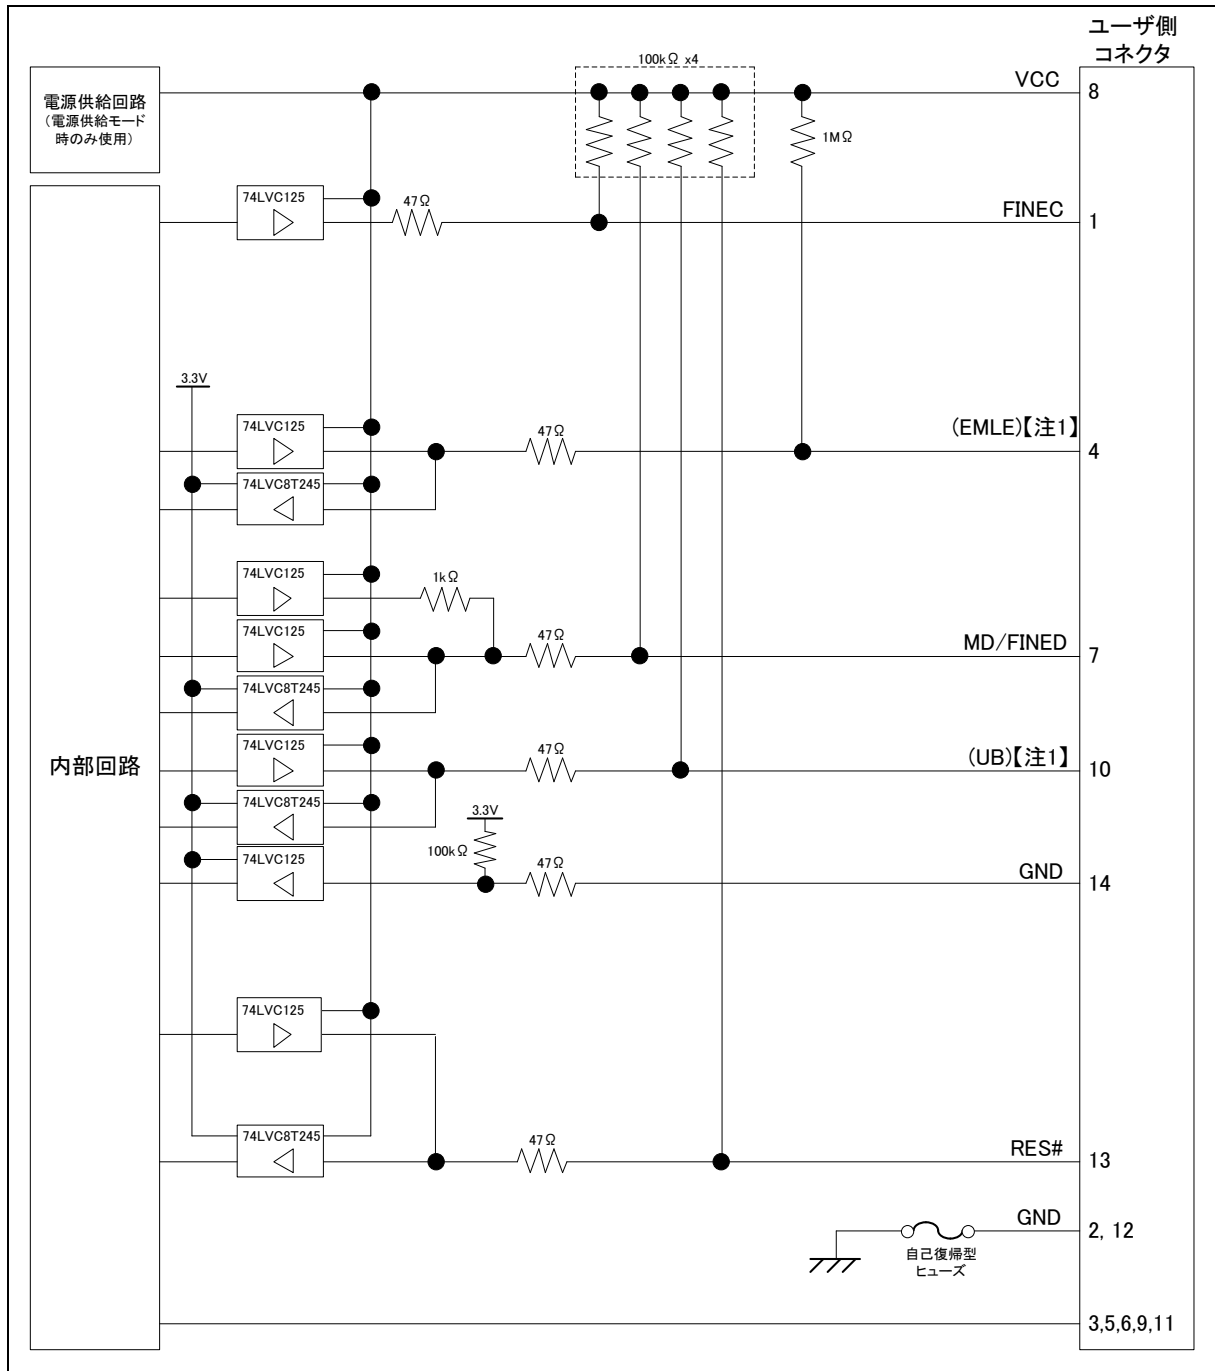 ユーザ側
コネクタ
100kΩ x4
VCC
8
電源供給回路
(電源供給モード
時のみ使用)
1MΩ
74LVC125
47Ω
FINEC
1
3.3V
74LVC125
47Ω
(EMLE)【注1】
4
74LVC8T245
74LVC125
1kΩ
74LVC125
47Ω
MD/FINED
7
74LVC8T245
内部回路
74LVC125
47Ω
(UB)【注1】
10
74LVC8T245
3.3V
100kΩ
74LVC125
47Ω
GND
14
74LVC125
74LVC8T245
47Ω
RES#
13
GND
2, 12
自己復帰型
ヒューズ
3,5,6,9,11